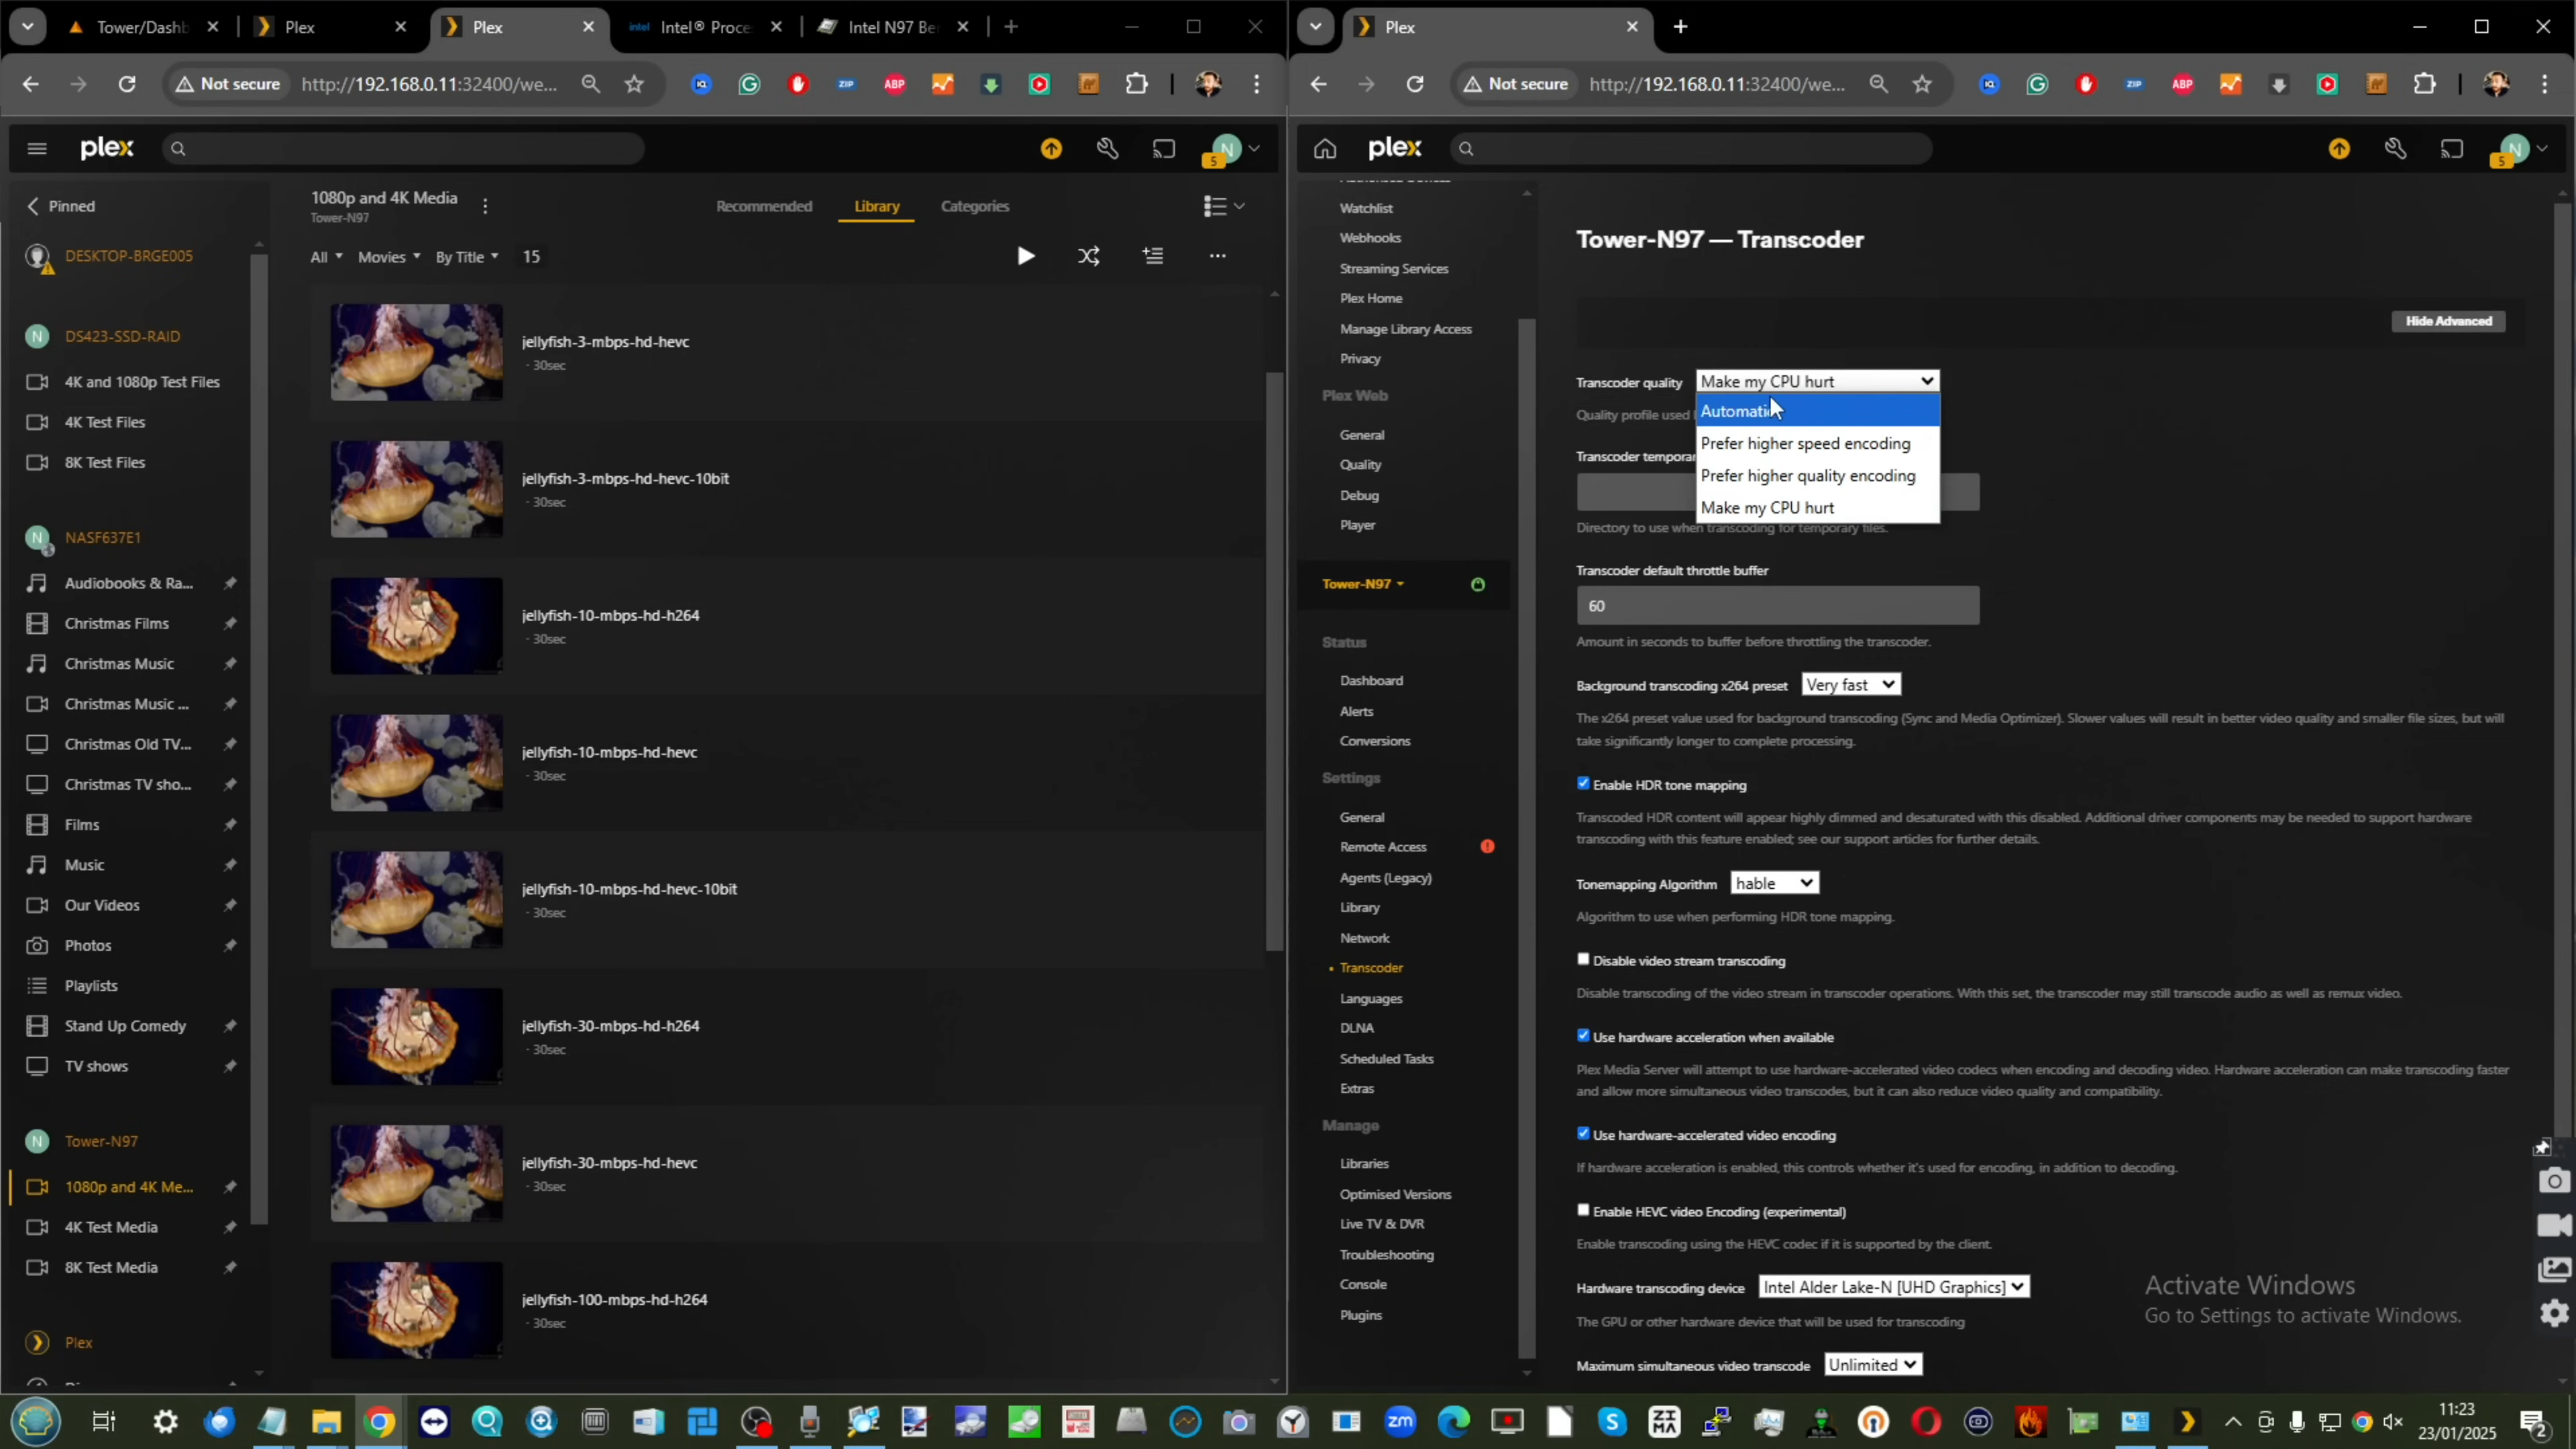 Tower/Dashb
Plex
Plex
Intel® Proce
Intel N97 Be
Plex
Not secure
http://192.168.0.11:32400/we...
Not secure
http://192.168.0.11:32400/we...
plex
N
5
Pinned
DESKTOP-BRGE005
N DS423-SSD-RAID
4K and 1080p Test Files
4K Test Files
8K Test Files
N NASF637E1
Audiobooks & Ra...
Christmas Films
Christmas Music
Christmas Music ...
Christmas Old TV...
Christmas TV sho...
Films
Music
Our Videos
Photos
Playlists
Stand Up Comedy
TV shows
N Tower-N97
1080p and 4K Me...
4K Test Media
8K Test Media
Plex
1080p and 4K Media
Tower-N97
Recommended
Library
Categories
All
Movies
By Title
15
jellyfish-3-mbps-hd-hevc
· 30sec
jellyfish-3-mbps-hd-hevc-10bit
· 30sec
jellyfish-10-mbps-hd-h264
· 30sec
jellyfish-10-mbps-hd-hevc
· 30sec
jellyfish-10-mbps-hd-hevc-10bit
· 30sec
jellyfish-30-mbps-hd-h264
· 30sec
jellyfish-30-mbps-hd-hevc
· 30sec
jellyfish-100-mbps-hd-h264
· 30sec
plex
N
5
Watchlist
Webhooks
Streaming Services
Plex Home
Manage Library Access
Privacy
Plex Web
General
Quality
Debug
Player
Tower-N97
Status
Dashboard
Alerts
Conversions
Settings
General
Remote Access
Agents (Legacy)
Library
Network
Transcoder
Languages
DLNA
Scheduled Tasks
Extras
Manage
Libraries
Optimised Versions
Live TV & DVR
Troubleshooting
Console
Plugins
Tower-N97 — Transcoder
Hide Advanced
Transcoder quality
Make my CPU hurt
Automatic
Prefer higher speed encoding
Prefer higher quality encoding
Make my CPU hurt
Quality profile used
Transcoder tempora
Directory to use when transcoding for temporary files.
Transcoder default throttle buffer
60
Amount in seconds to buffer before throttling the transcoder.
Background transcoding x264 preset Very fast
The x264 preset value used for background transcoding (Sync and Media Optimizer). Slower values will result in better video quality and smaller file sizes, but will
take significantly longer to complete processing.
Enable HDR tone mapping
Transcoded HDR content will appear highly dimmed and desaturated with this disabled. Additional driver components may be needed to support hardware
transcoding with this feature enabled; see our support articles for further details.
Tonemapping Algorithm hable
Algorithm to use when performing HDR tone mapping.
Disable video stream transcoding
Disable transcoding of the video stream in transcoder operations. With this set, the transcoder may still transcode audio as well as remux video.
Use hardware acceleration when available
Plex Media Server will attempt to use hardware-accelerated video codecs when encoding and decoding video. Hardware acceleration can make transcoding faster
and allow more simultaneous video transcodes, but it can also reduce video quality and compatibility.
Use hardware-accelerated video encoding
If hardware acceleration is enabled, this controls whether it's used for encoding, in addition to decoding.
Enable HEVC video Encoding (experimental)
Enable transcoding using the HEVC codec if it is supported by the client.
Hardware transcoding device Intel Alder Lake-N [UHD Graphics]
The GPU or other hardware device that will be used for transcoding
Maximum simultaneous video transcode Unlimited
Activate Windows
Go to Settings to activate Windows.
11:23
23/01/2025
2